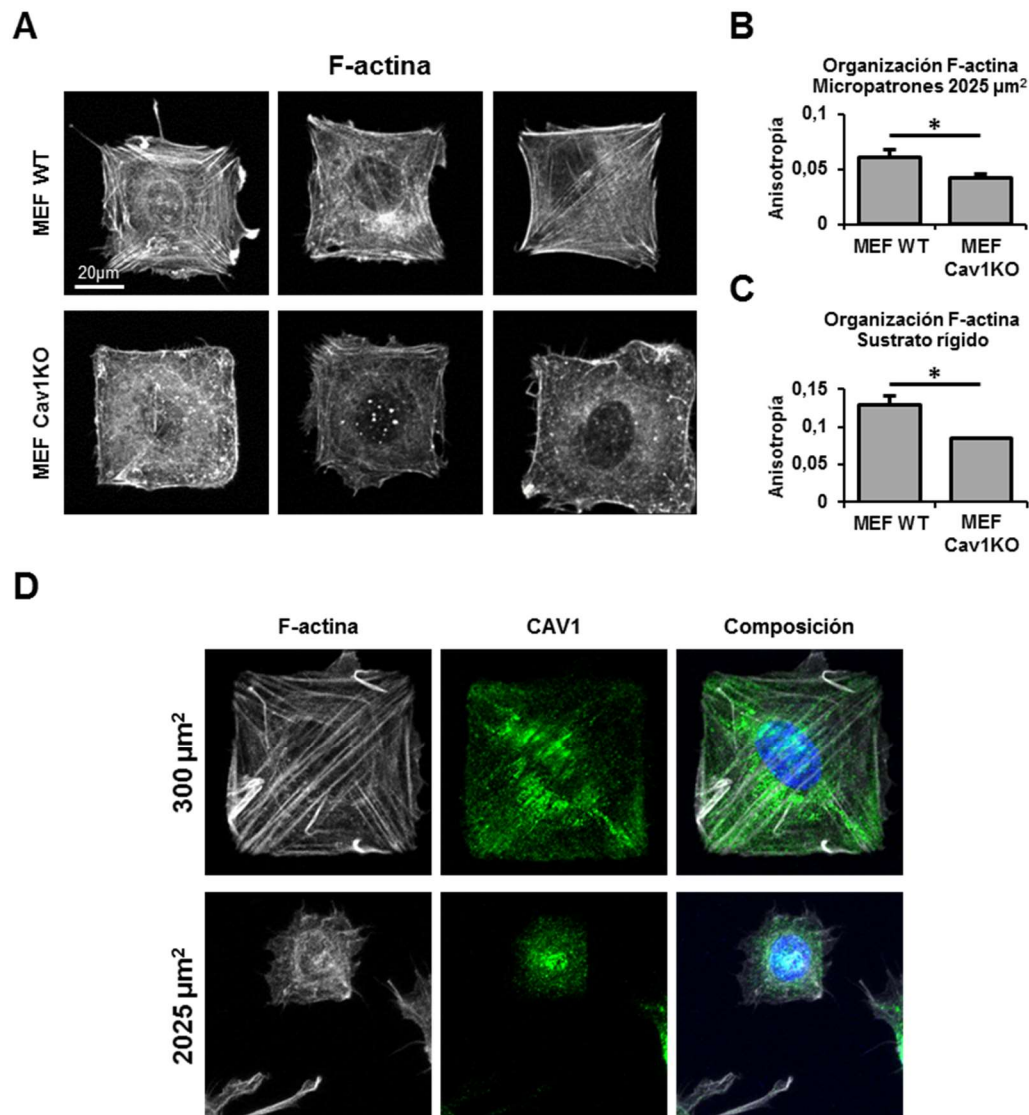 A
F-actina
MEF WT
20µm
MEF Cav1KO
B
Organización F-actina
Micropatrones 2025 µm²
Anisotropía
0,1
0,05
0
*
MEF WT
MEF
Cav1KO
C
Organización F-actina
Sustrato rígido
Anisotropía
0,15
0,1
0,05
0
*
MEF WT
MEF
Cav1KO
D
F-actina
CAV1
Composición
300 µm²
2025 µm²